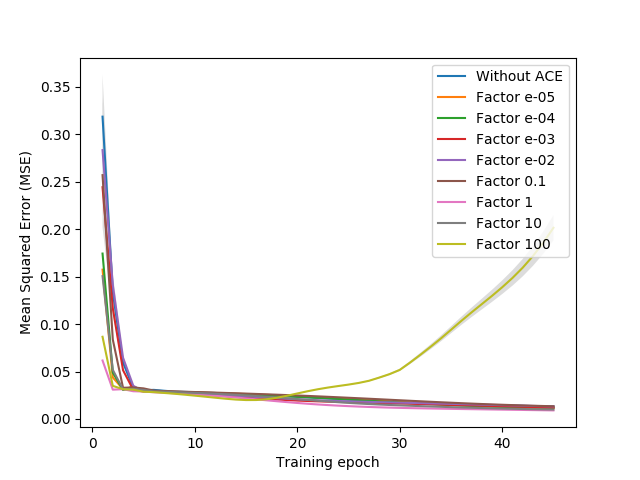 0.35
0.30
0.25
0.20
0.15
0.10
0.05
0.00
Mean Squared Error (MSE)
Without ACE
Factor e-05
Factor e-04
Factor e-03
Factor e-02
Factor 0.1
Factor 1
Factor 10
Factor 100
0 10 20 30 40
Training epoch